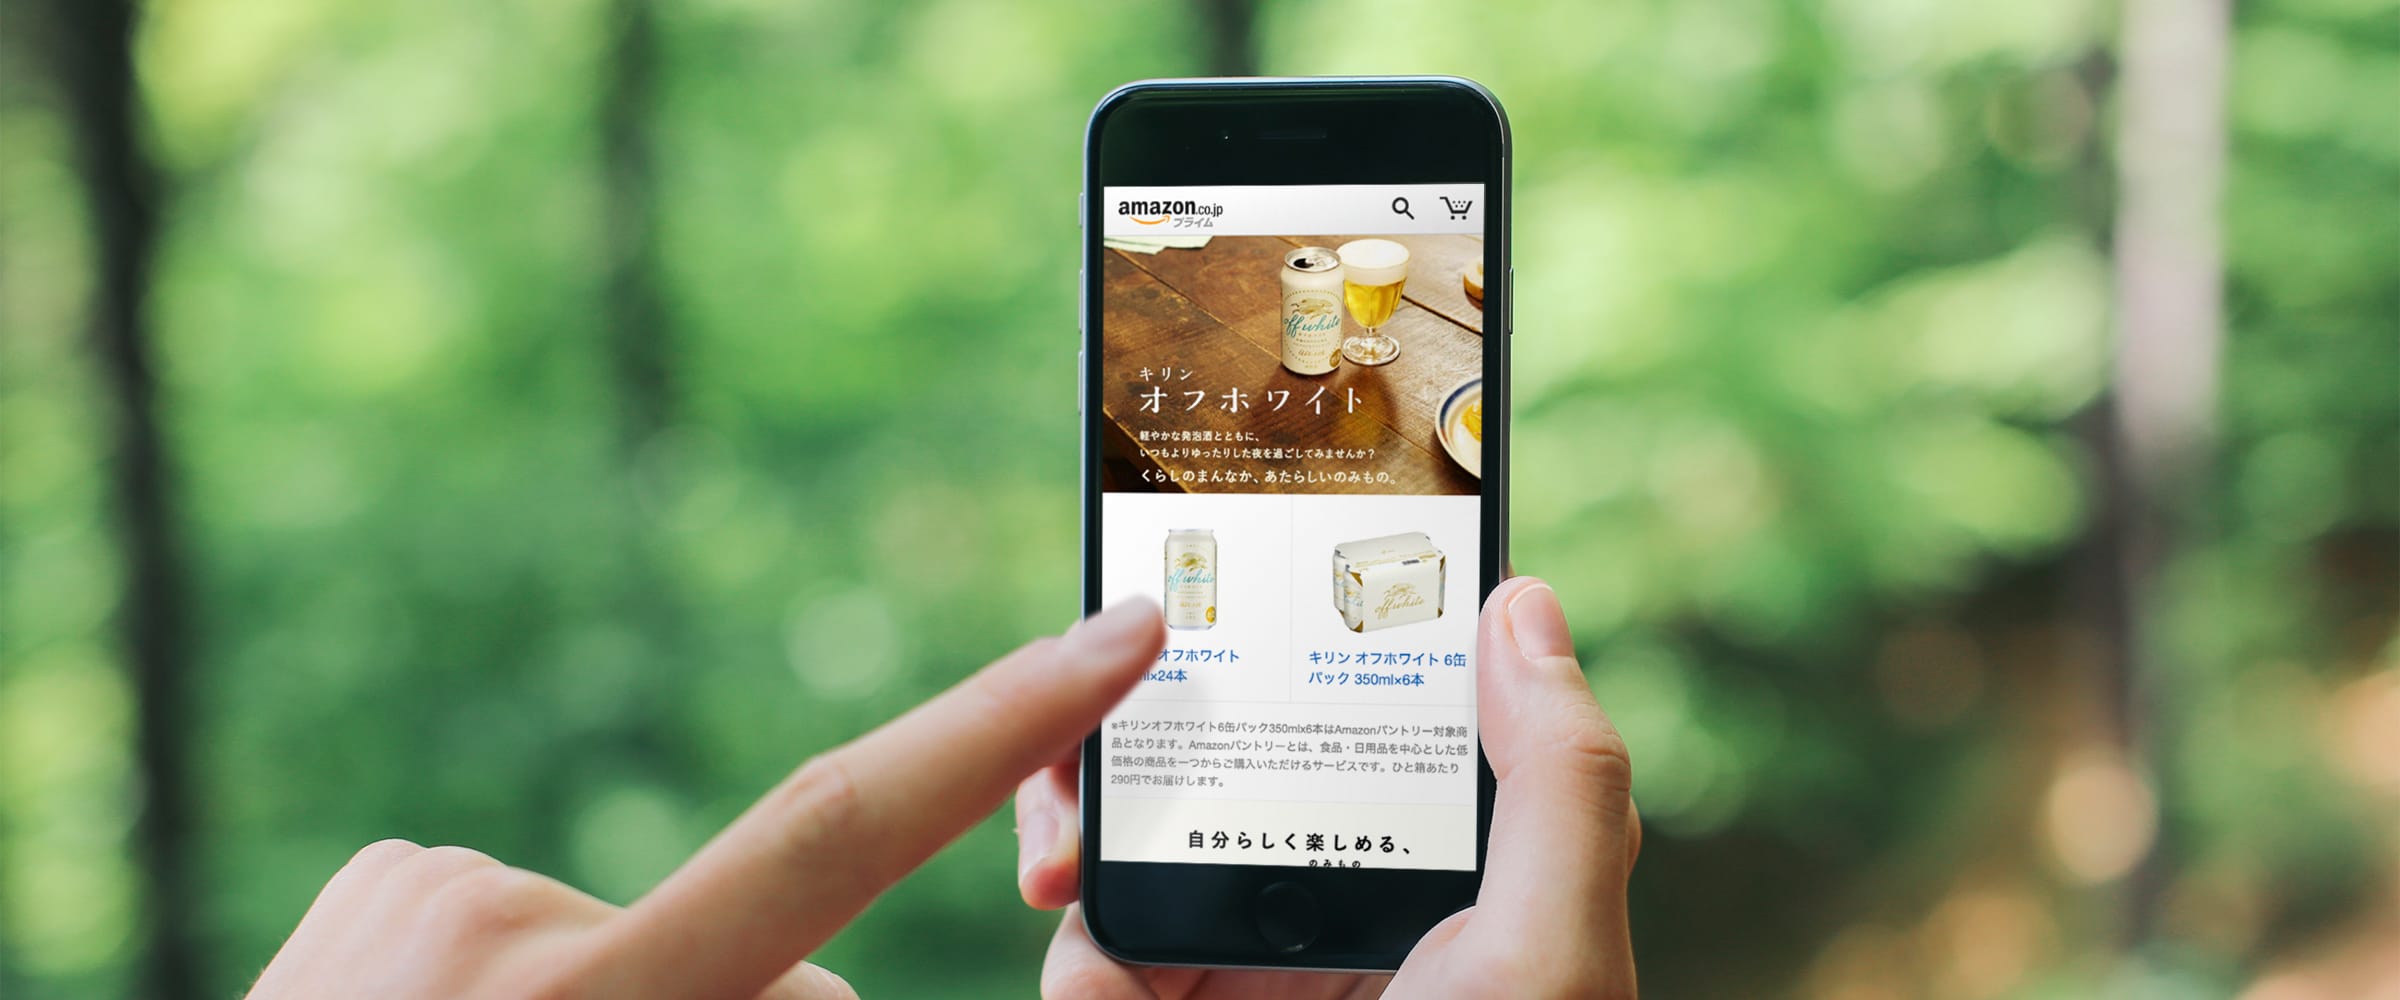 amazon.co.jp
プライム
off white
キリン
オフホワイト
軽やかな発泡酒とともに、
いつもよりゆったりした夜を過ごしてみませんか？
くらしのまんなか、あたらしいのみもの。
off white
off white
オフホワイト
ml×24本
キリン オフホワイト 6缶
パック 350ml×6本
※キリンオフホワイト6缶パック350mlx6本はAmazonパントリー対象商
品となります。Amazonパントリーとは、食品・日用品を中心とした低
価格の商品を一つからご購入いただけるサービスです。ひと箱あたり
290円でお届けします。
自分らしく楽しめる、
のみもの